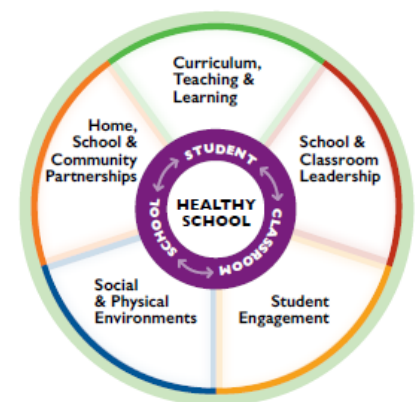 Curriculum,
Teaching &
Learning
Home,
School &
Community
Partnerships
School &
Classroom
Leadership
STUDENT
CLASSROOM
SCHOOL
HEALTHY
SCHOOL
Social
& Physical
Environments
Student
Engagement